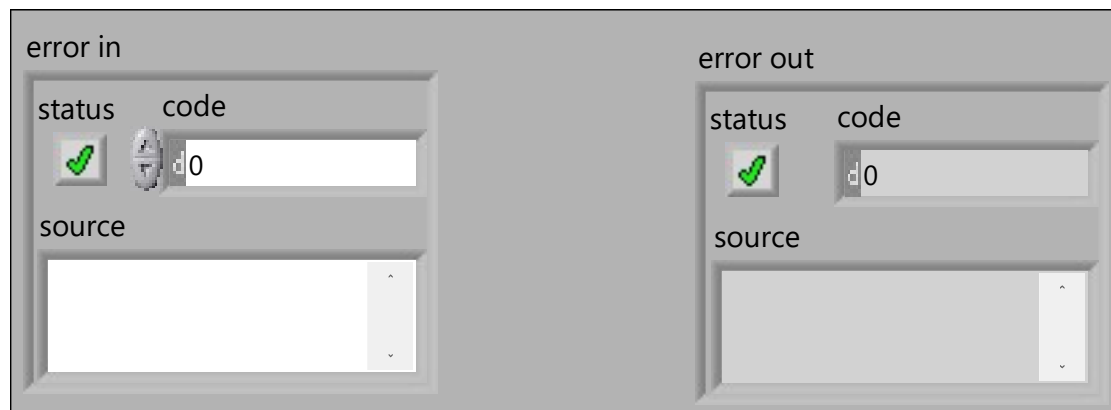 error in
status code
d 0
source
error out
status code
d 0
source